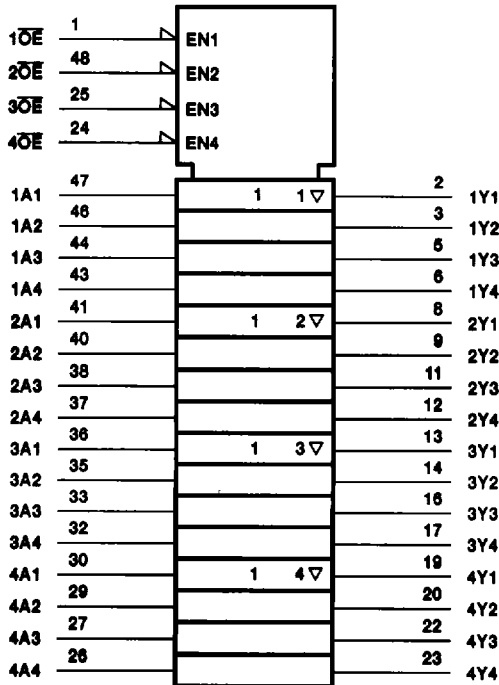 1O̅E̅ 1 EN1
2O̅E̅ 48 EN2
3O̅E̅ 25 EN3
4O̅E̅ 24 EN4
1A1 47 1 1 ▽ 2 1Y1
1A2 46 3 1Y2
1A3 44 5 1Y3
1A4 43 6 1Y4
2A1 41 1 2 ▽ 8 2Y1
2A2 40 9 2Y2
2A3 38 11 2Y3
2A4 37 12 2Y4
3A1 36 1 3 ▽ 13 3Y1
3A2 35 14 3Y2
3A3 33 16 3Y3
3A4 32 17 3Y4
4A1 30 1 4 ▽ 19 4Y1
4A2 29 20 4Y2
4A3 27 22 4Y3
4A4 26 23 4Y4